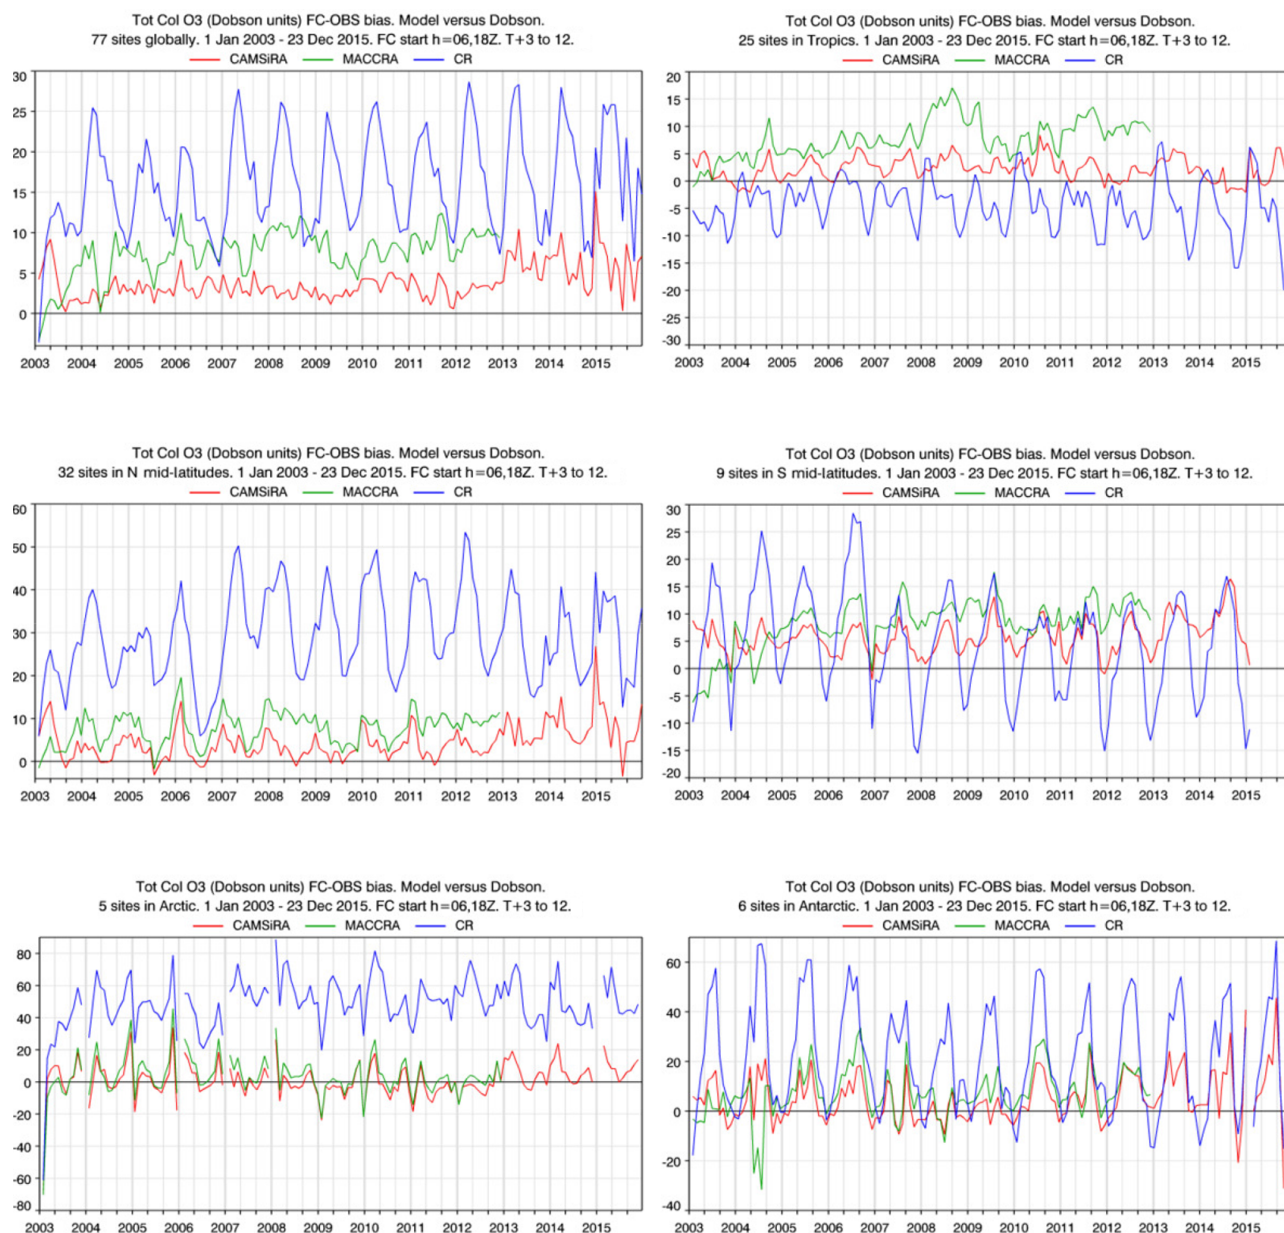 Tot Col O3 (Dobson units) FC-OBS bias. Model versus Dobson.
77 sites globally. 1 Jan 2003 - 23 Dec 2015. FC start h=06,18Z. T+3 to 12.
CAMSiRA MACCRA CR
30
25
20
15
10
5
0
2003 2004 2005 2006 2007 2008 2009 2010 2011 2012 2013 2014 2015
Tot Col O3 (Dobson units) FC-OBS bias. Model versus Dobson.
25 sites in Tropics. 1 Jan 2003 - 23 Dec 2015. FC start h=06,18Z. T+3 to 12.
CAMSiRA MACCRA CR
20
15
10
5
0
-5
-10
-15
-20
-25
-30
2003 2004 2005 2006 2007 2008 2009 2010 2011 2012 2013 2014 2015
Tot Col O3 (Dobson units) FC-OBS bias. Model versus Dobson.
32 sites in N mid-latitudes. 1 Jan 2003 - 23 Dec 2015. FC start h=06,18Z. T+3 to 12.
CAMSiRA MACCRA CR
60
50
40
30
20
10
0
2003 2004 2005 2006 2007 2008 2009 2010 2011 2012 2013 2014 2015
Tot Col O3 (Dobson units) FC-OBS bias. Model versus Dobson.
9 sites in S mid-latitudes. 1 Jan 2003 - 23 Dec 2015. FC start h=06,18Z. T+3 to 12.
CAMSiRA MACCRA CR
30
25
20
15
10
5
0
-5
-10
-15
-20
2003 2004 2005 2006 2007 2008 2009 2010 2011 2012 2013 2014 2015
Tot Col O3 (Dobson units) FC-OBS bias. Model versus Dobson.
5 sites in Arctic. 1 Jan 2003 - 23 Dec 2015. FC start h=06,18Z. T+3 to 12.
CAMSiRA MACCRA CR
80
60
40
20
0
-20
-40
-60
-80
2003 2004 2005 2006 2007 2008 2009 2010 2011 2012 2013 2014 2015
Tot Col O3 (Dobson units) FC-OBS bias. Model versus Dobson.
6 sites in Antarctic. 1 Jan 2003 - 23 Dec 2015. FC start h=06,18Z. T+3 to 12.
CAMSiRA MACCRA CR
60
40
20
0
-20
-40
2003 2004 2005 2006 2007 2008 2009 2010 2011 2012 2013 2014 2015